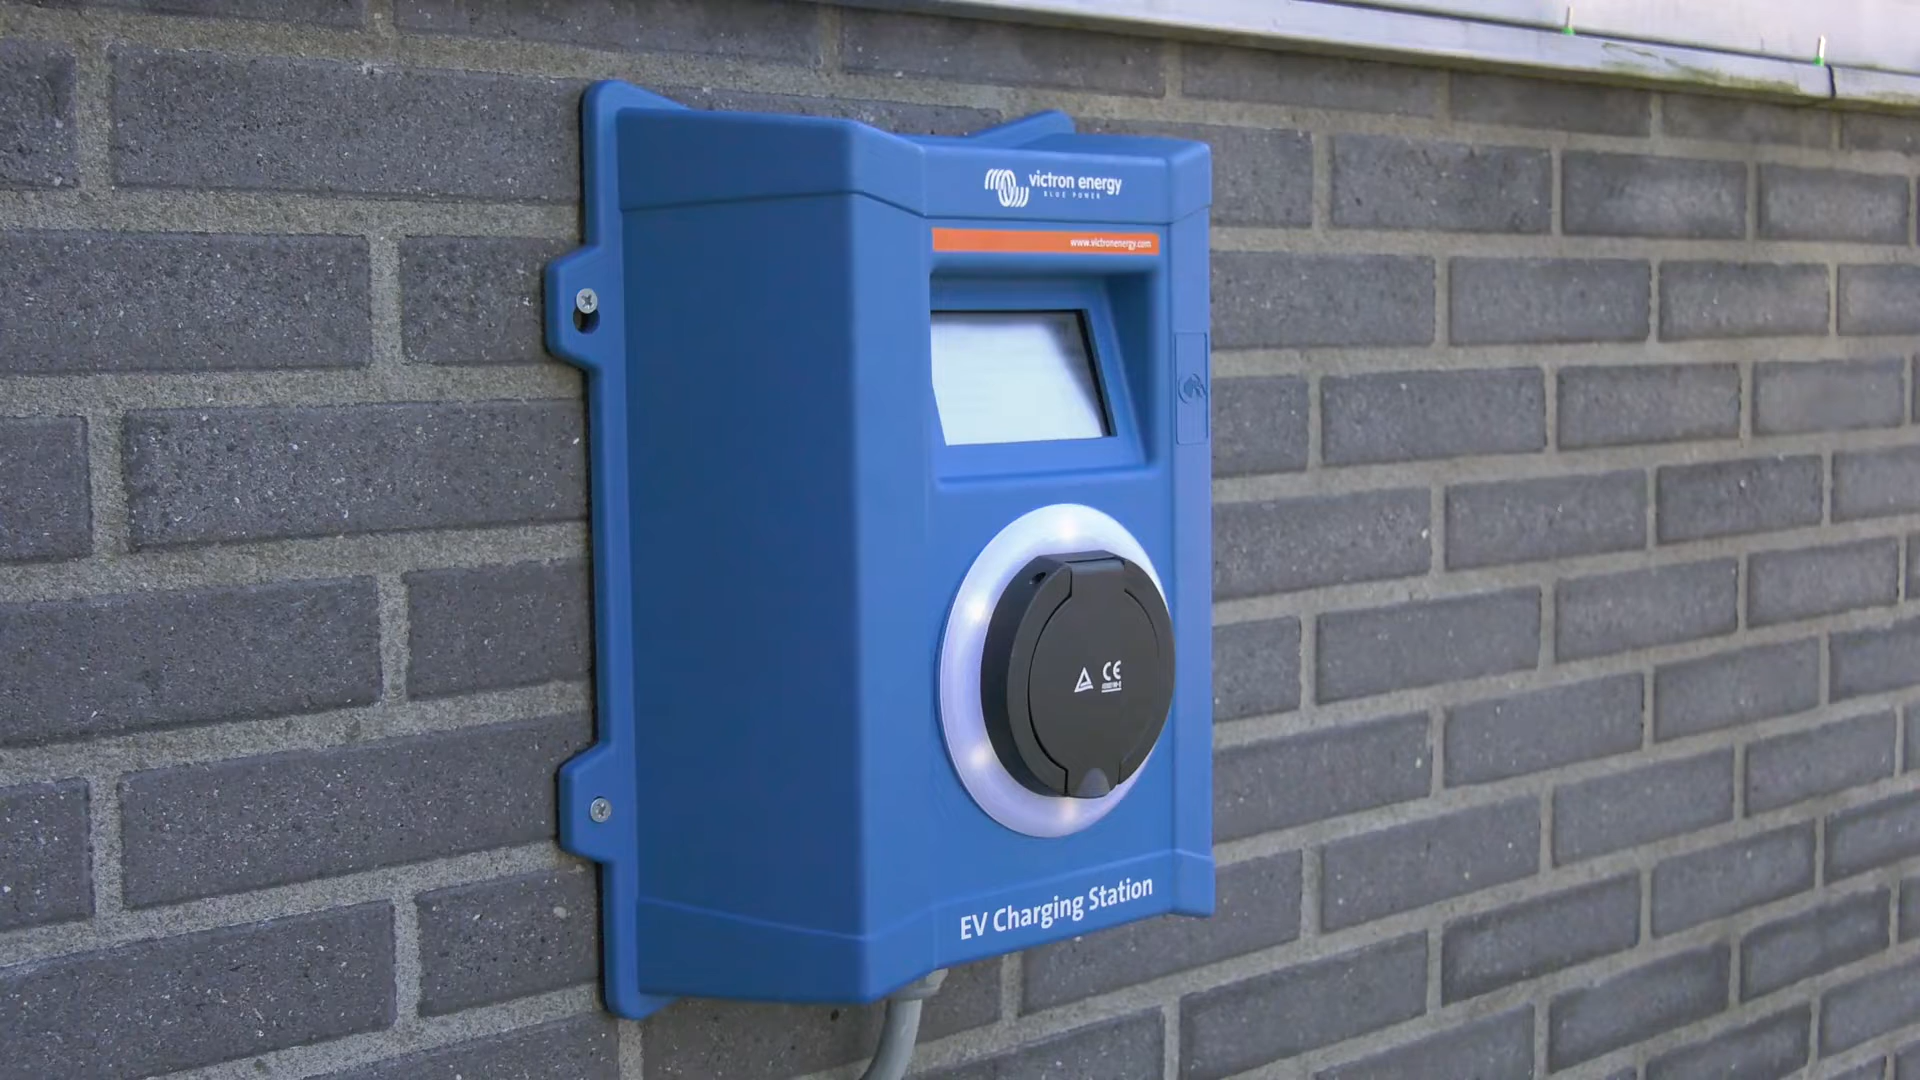 victron energy
BLUE POWER
www.victronenergy.com
CE
EV Charging Station